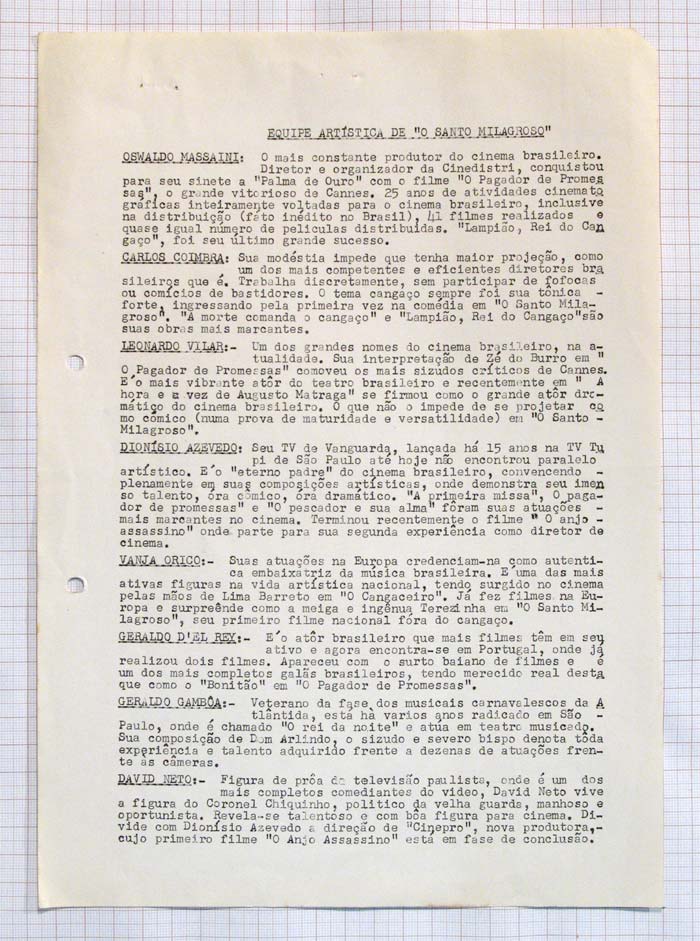 EQUIPE ARTÍSTICA DE "O SANTO MILAGROSO"
OSWALDO MASSAINI: O mais constante produtor do cinema brasileiro.
Diretor e organizador da Cinedistri, conquistou
para seu sinete a "Palma de Ouro" com o filme "O Pagador de Promes
sas", o grande vitorioso de Cannes. 25 anos de atividades cinemato
gráficas inteiramente voltadas para o cinema brasileiro, inclusive
na distribuição (fáto inédito no Brasil), 41 filmes realizados e
quase igual número de peliculas distribuidas. "Lampião, Rei do Can
gaço", foi seu último grande sucesso.
CARLOS COIMBRA: Sua modéstia impede que tenha maior projeção, como
um dos mais competentes e eficientes diretores bra
sileiros que é. Trabalha discretamente, sem participar de fofocas
ou comícios de bastidores. O tema cangaço sempre foi sua tônica -
forte, ingressando pela primeira vez na comédia em "O Santo Mila-
groso". "A morte comanda o cangaço" e "Lampião, Rei do Cangaço"são
suas obras mais marcantes.
LEONARDO VILAR:- Um dos grandes nomes do cinema brasileiro, na a-
tualidade. Sua interpretação de Zé do Burro em "
O Pagador de Promessas" comoveu os mais sizudos críticos de Cannes.
E'o mais vibrante atôr do teatro brasileiro e recentemente em " A
hora e a vez de Augusto Matraga" se firmou como o grande atôr dra-
mático do cinema brasileiro. O que não o impede de se projetar co
mo cômico (numa prova de maturidade e versatilidade) em "O Santo -
Milagroso".
DIONÍSIO AZEVEDO: Seu TV de Vanguarda, lançada há 15 anos na TV Tu
pi de São Paulo até hoje não encontrou paralelo
artístico. E'o "eterno padre" do cinema brasileiro, convencendo -
plenamente em suas composições artísticas, onde demonstra seu imen
so talento, óra cômico, óra dramático. "A primeira missa", O paga-
dor de promessas" e "O pescador e sua alma" fôram suas atuações -
mais marcantes no cinema. Terminou recentemente o filme " O anjo -
assassino" onde parte para sua segunda experiência como diretor de
cinema.
VANJA ORICO:- Suas atuações na Europa credenciam-na como autenti-
ca embaixatriz da música brasileira. E uma das mais
ativas figuras na vida artística nacional, tendo surgido no cinema
pelas mãos de Lima Barreto em "O Cangaceiro". Já fez filmes na Eu-
ropa e surpreênde como a meiga e ingênua Terezinha em "O Santo Mi-
lagroso", seu primeiro filme nacional fóra do cangaço.
GERALDO D'EL REY:- E'o atôr brasileiro que mais filmes têm em seu
ativo e agora encontra-se em Portugal, onde já
realizou dois filmes. Apareceu com o surto baiano de filmes e é
um dos mais completos galãs brasileiros, tendo merecido real desta
que como o "Bonitão" em "O Pagador de Promessas".
GERALDO GAMBÔA:- Veterano da fase dos musicais carnavalescos da A
tlântida, está há varios anos radicado em São -
Paulo, onde é chamado "O rei da noite" e atúa em teatro musicado.
Sua composição de Dom Arlindo, o sizudo e severo bispo denota tôda
experiência e talento adquirido frente a dezenas de atuações fren-
te às câmeras.
DAVID NETO:- Figura de prôa da televisão paulista, onde é um dos
mais completos comediantes do video, David Neto vive
a figura do Coronel Chiquinho, politico da velha guarda, manhoso e
oportunista. Revela-se talentoso e com bôa figura para cinema. Di-
vide com Dionísio Azevedo a direção de "Cinepro", nova produtora,-
cujo primeiro filme "O Anjo Assassino" está em fase de conclusão.